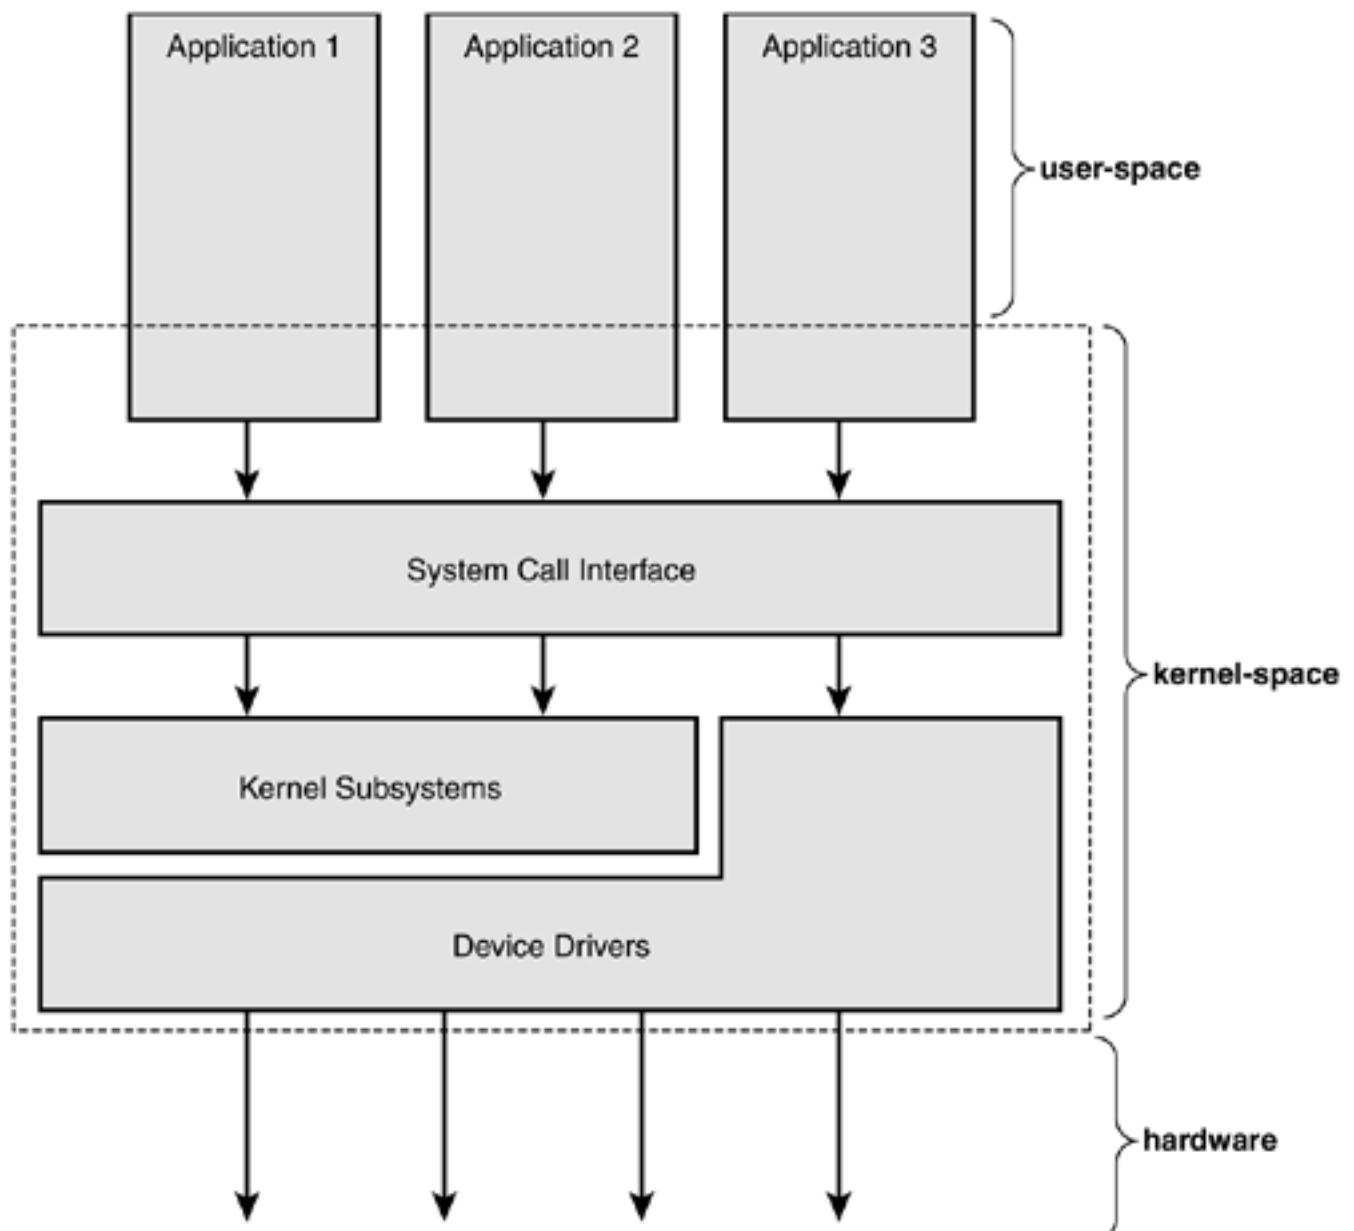 Application 1
Application 2
Application 3
user-space
System Call Interface
kernel-space
Kernel Subsystems
Device Drivers
hardware